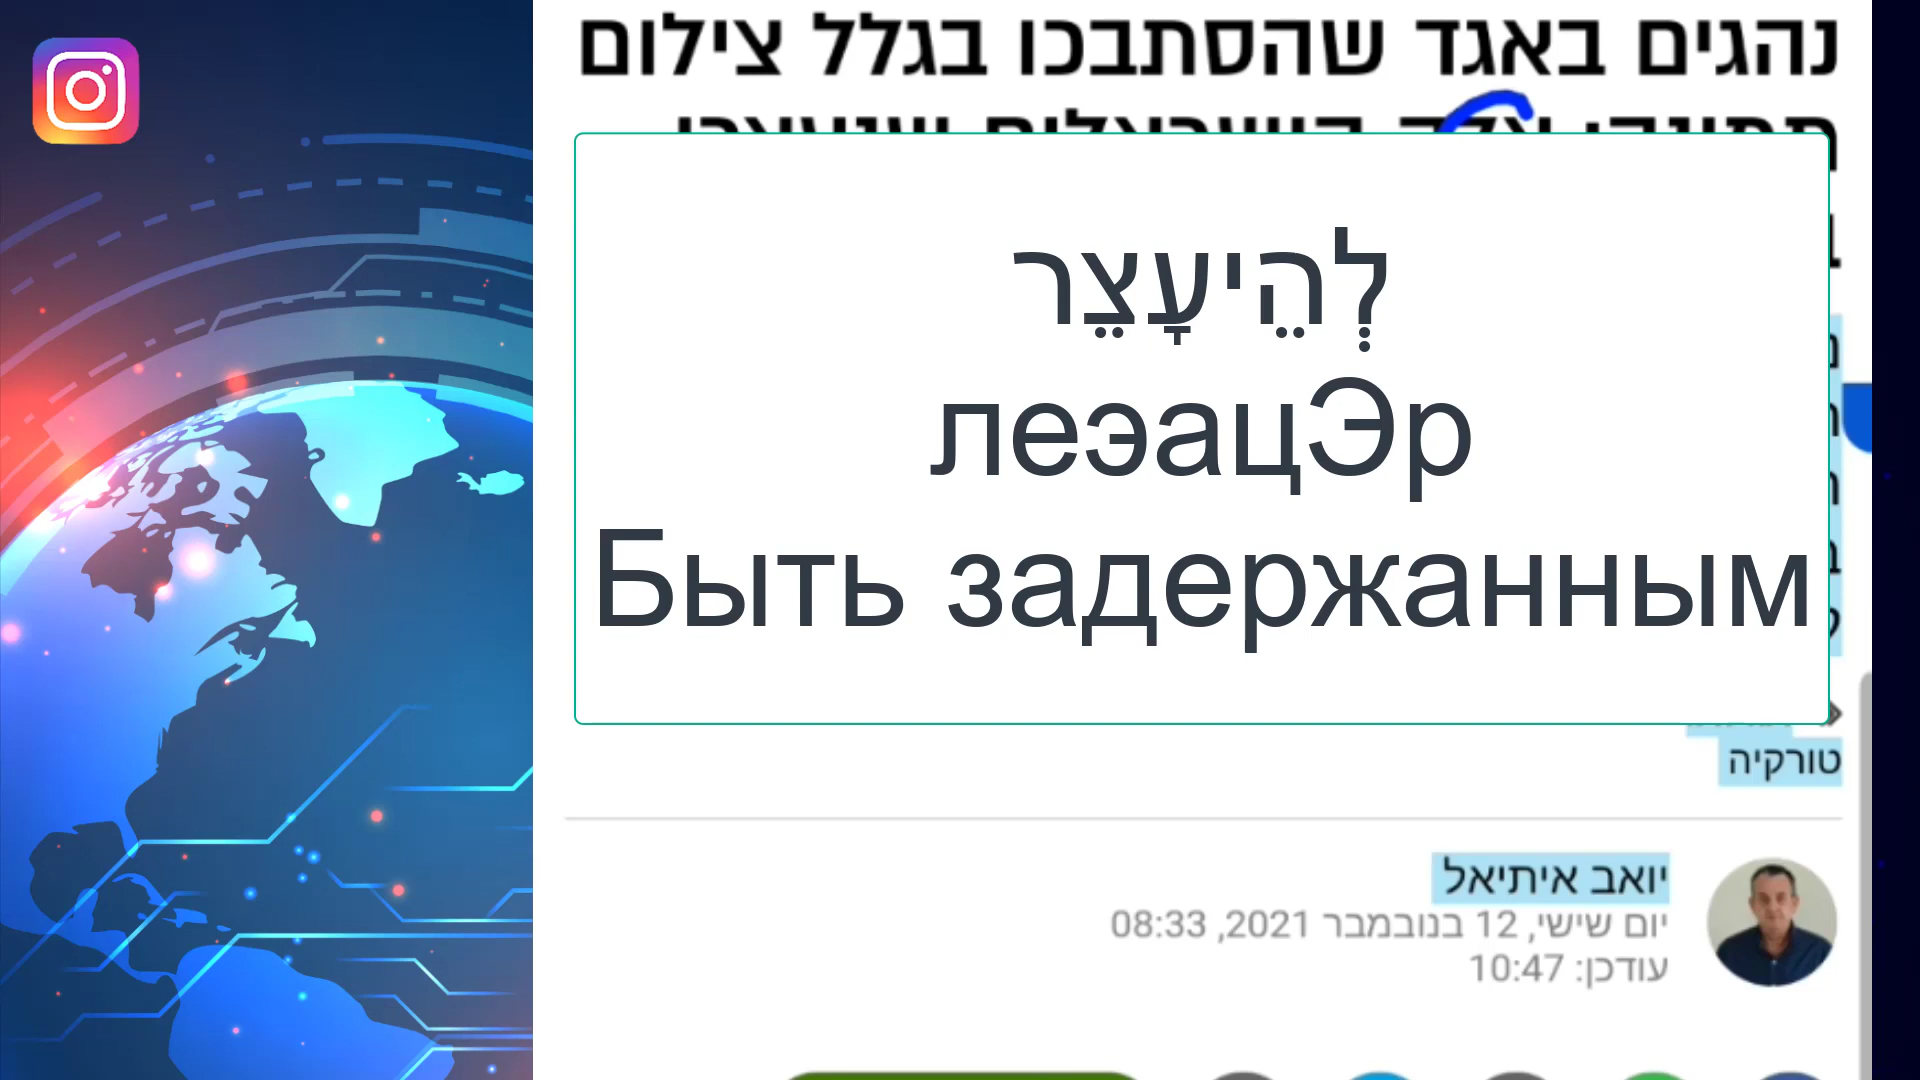 נהגים באגד שהסתבכו בגלל צילום
לְהֵיעָצֵר
леэацЭр
Быть задержанным
טורקיה
יואב איתיאל
יום שישי, 12 בנובמבר 2021, 08:33
עודכן: 10:47